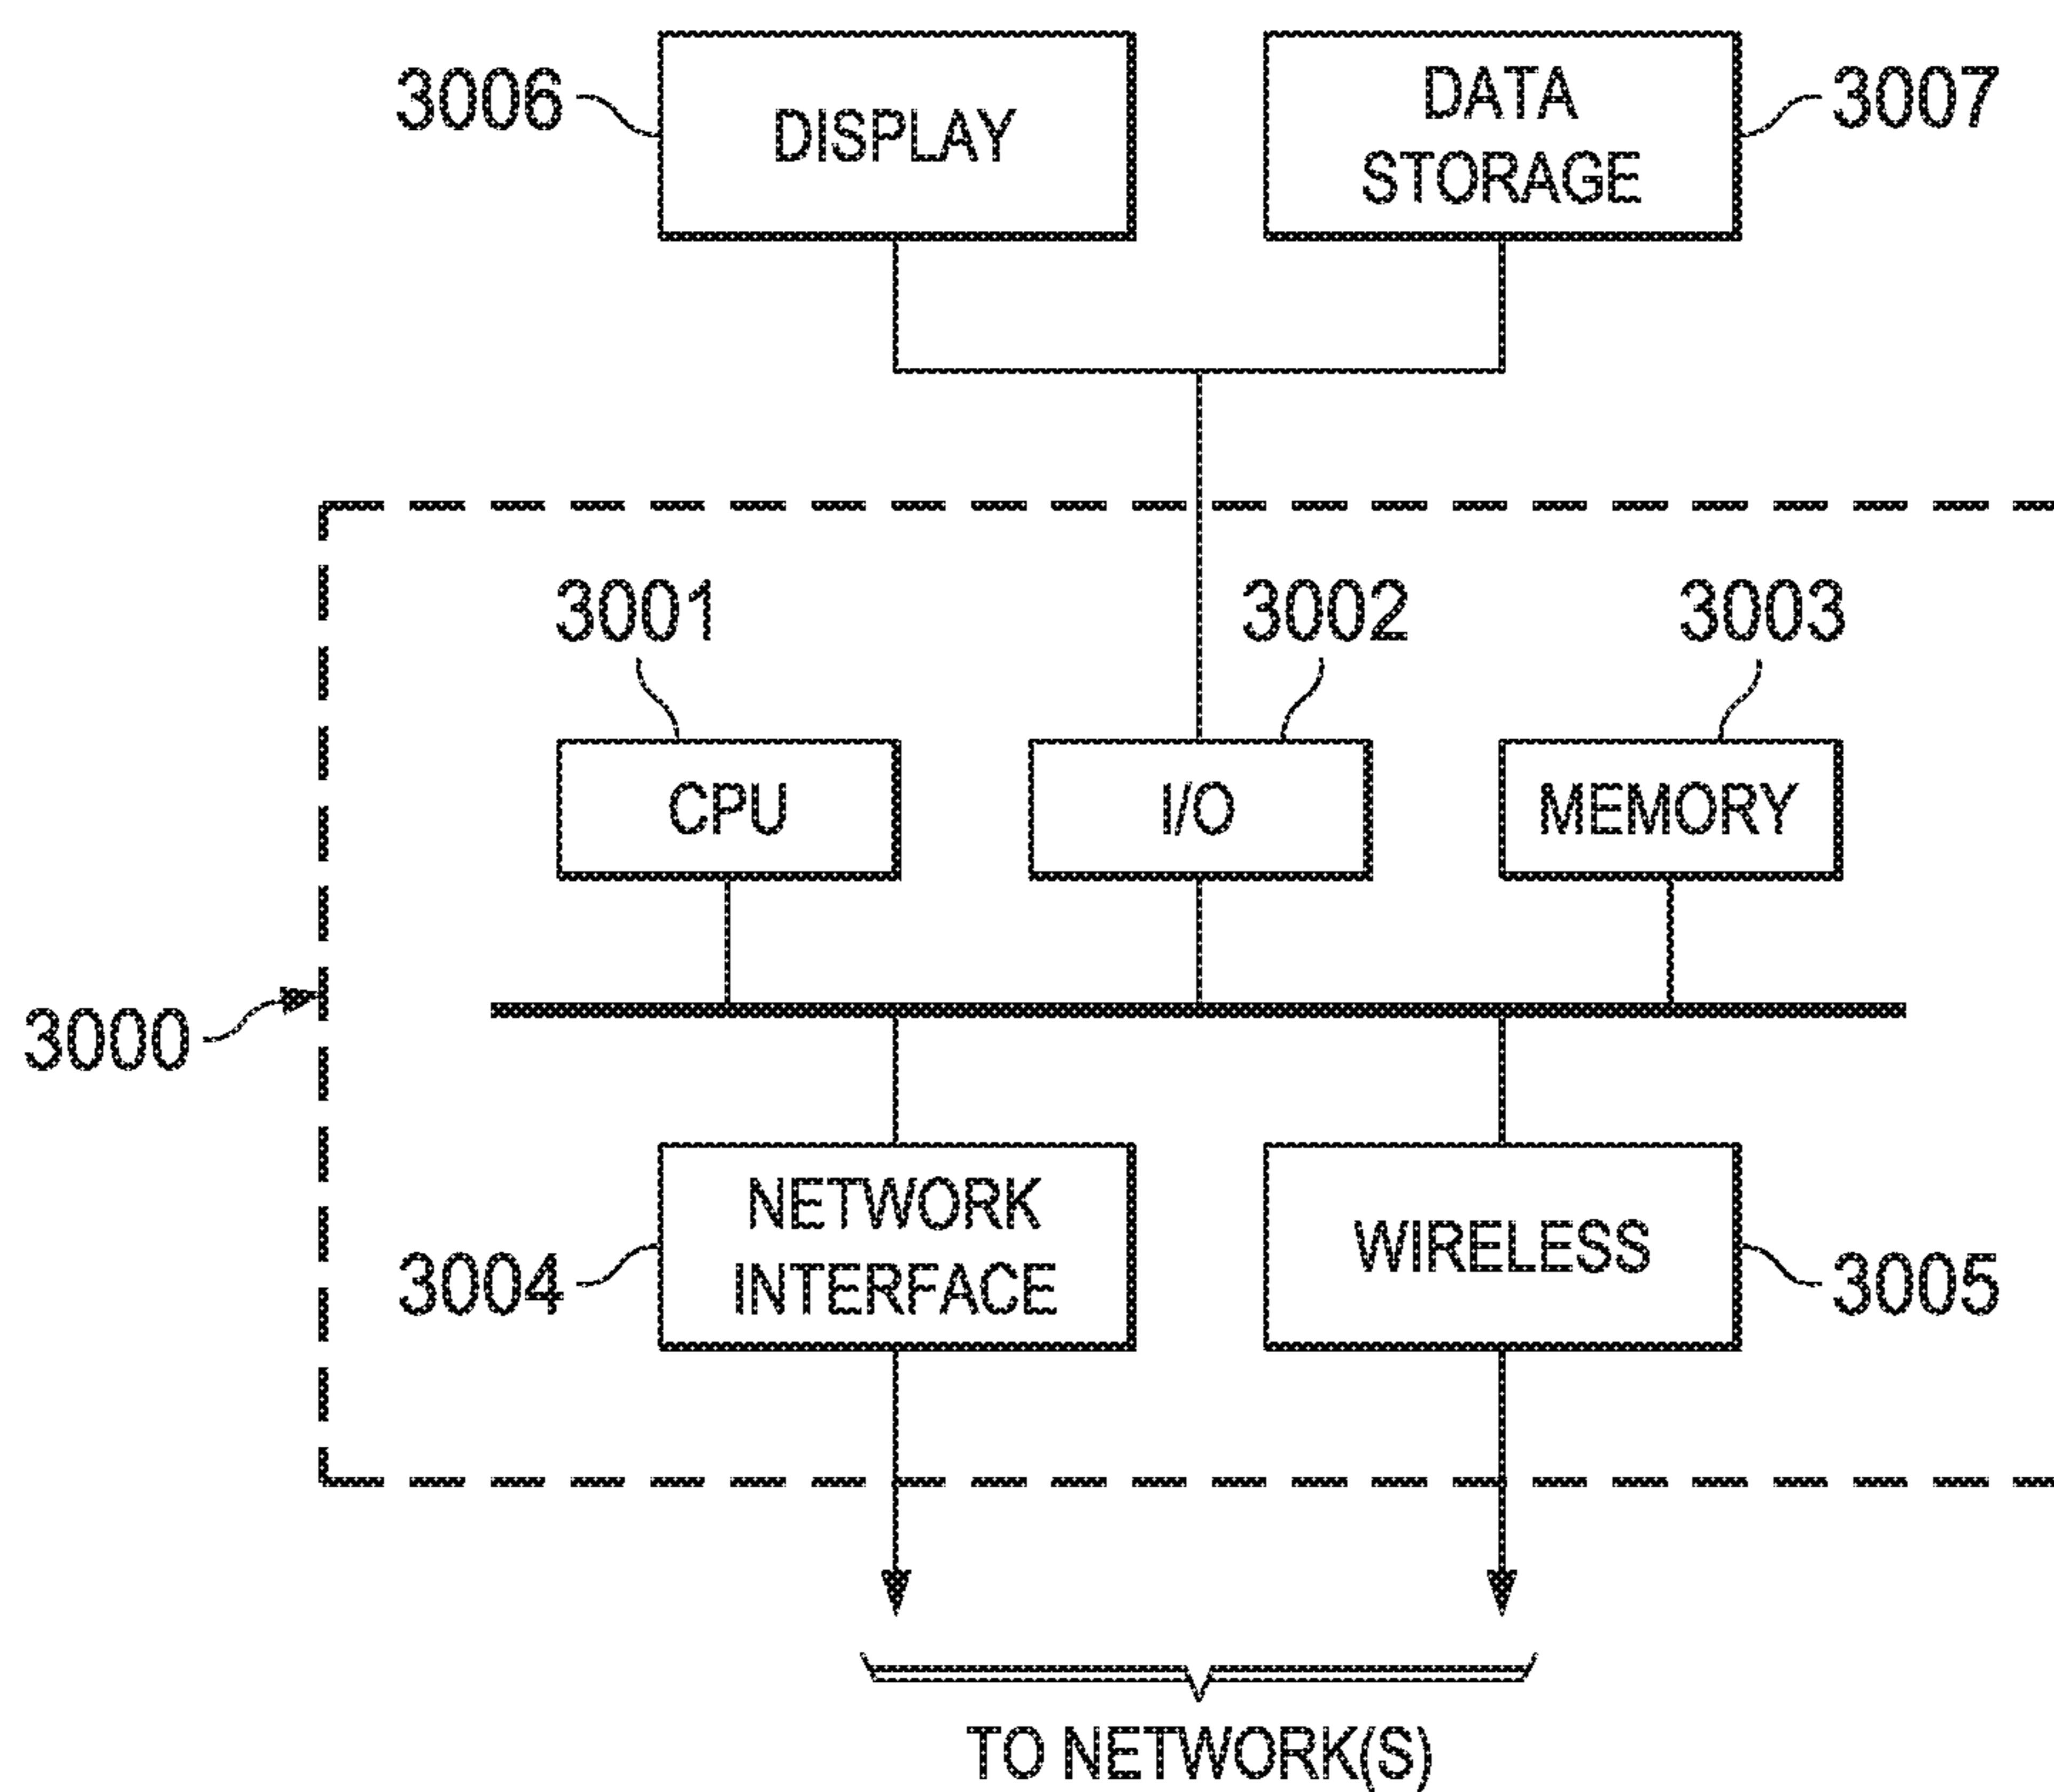 3006
DISPLAY
DATA
STORAGE
3007
3001
3002
3003
CPU
I/O
MEMORY
3000
NETWORK
INTERFACE
3004
WIRELESS
3005
TO NETWORK(S)